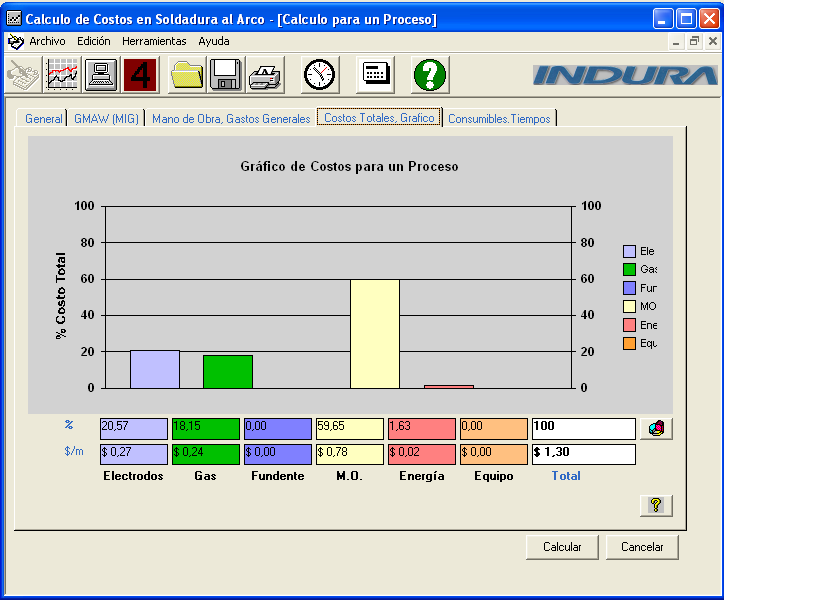 Calculo de Costos en Soldadura al Arco - [Calculo para un Proceso]
Archivo Edición Herramientas Ayuda
4 ? INDURA
General GMAW (MIG) Mano de Obra, Gastos Generales Costos Totales, Grafico Consumibles.Tiempos
Gráfico de Costos para un Proceso
100 100
80 80
60 60
40 40
20 20
0 0
% Costo Total
Ele
Gas
Fun
MO
Ene
Equ
% 20,57 18,15 0,00 59,65 1,63 0,00 100
$/m $ 0,27 $ 0,24 $ 0,00 $ 0,78 $ 0,02 $ 0,00 $ 1,30
Electrodos Gas Fundente M.O. Energía Equipo Total
?
Calcular Cancelar